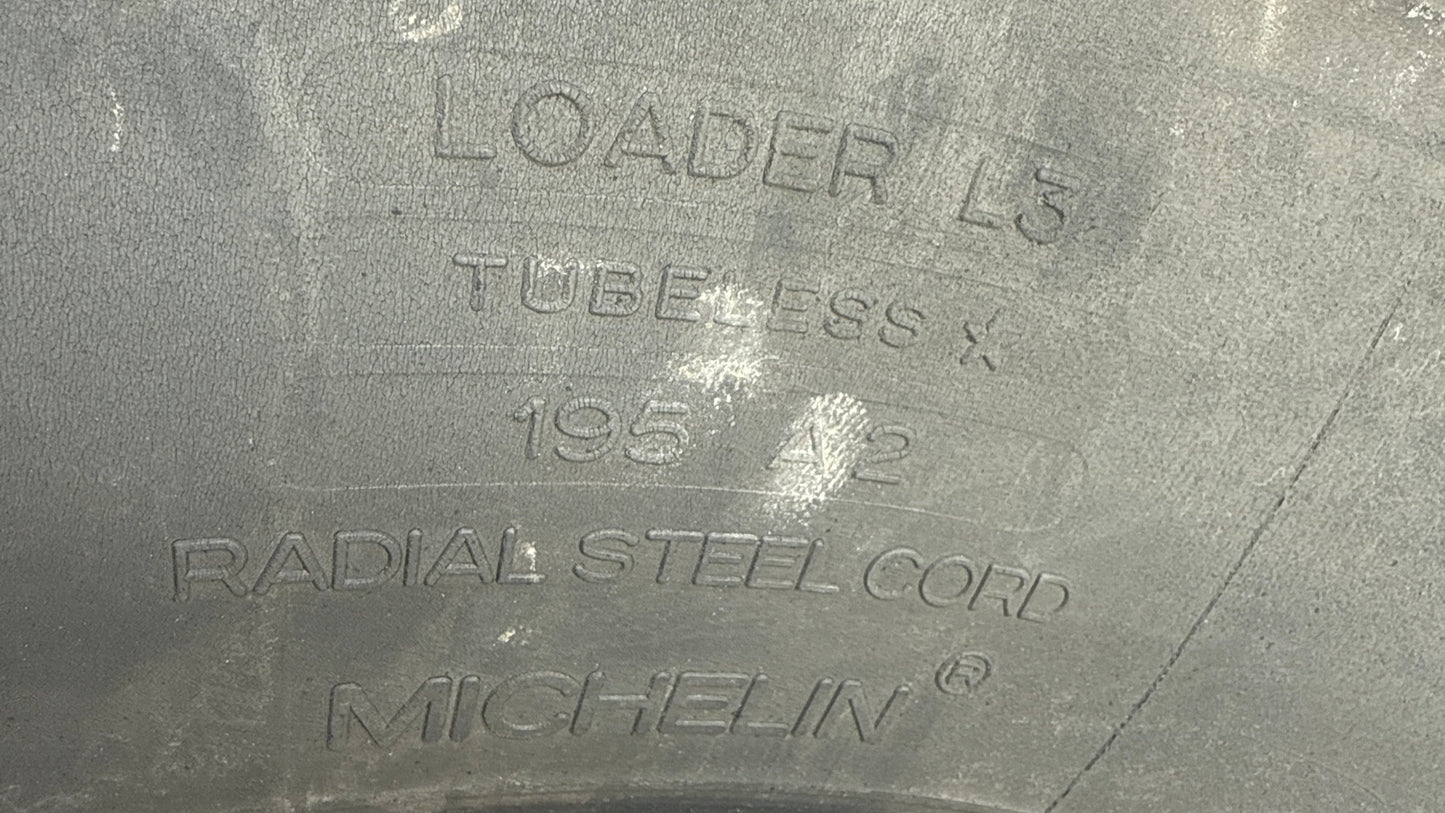 LOADER L3
TUBELESS ★
195 A2
RADIAL STEEL CORD
MICHELIN®